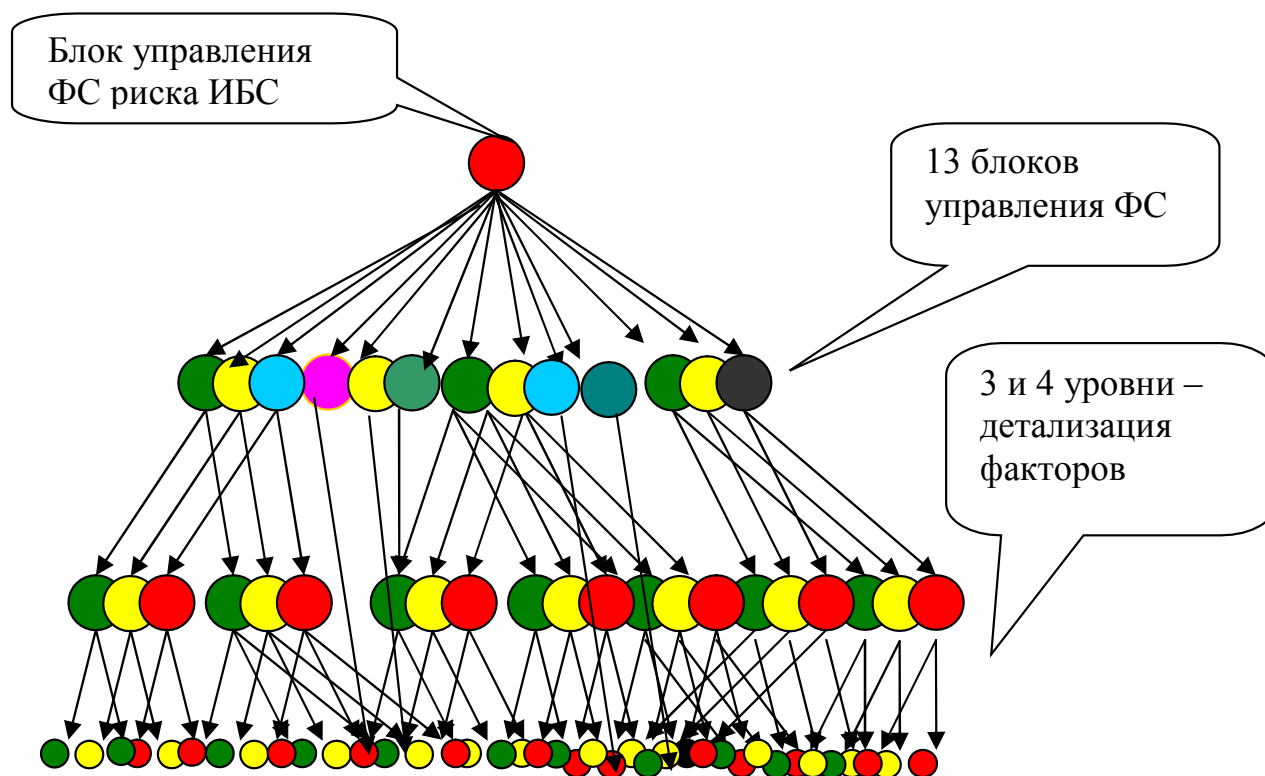 Блок управления
ФС риска ИБС
13 блоков
управления ФС
3 и 4 уровни –
детализация
факторов